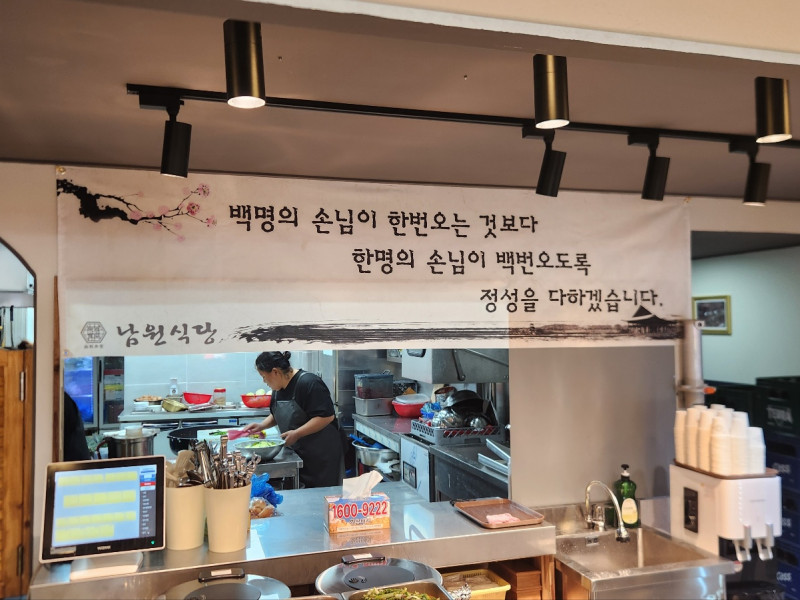 백명의 손님이 한번오는 것보다
한명의 손님이 백번오도록
정성을 다하겠습니다.
남원식당
1600-9222
TERRA
Cass